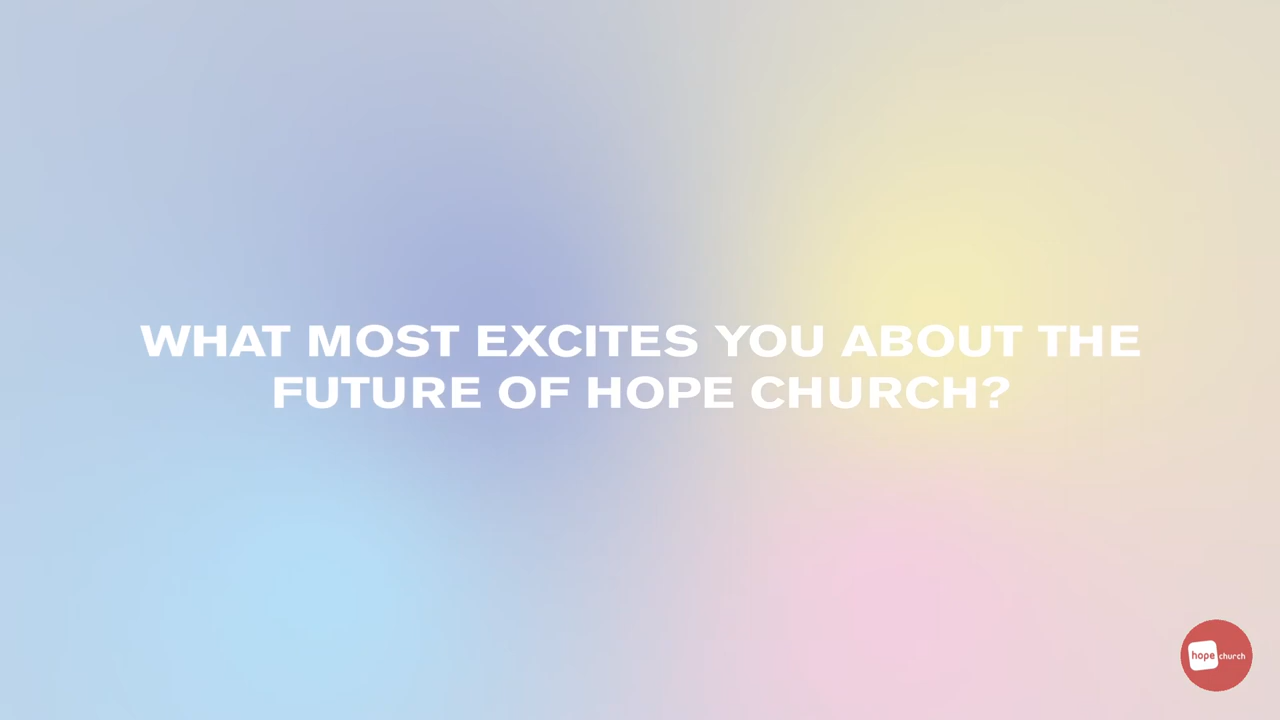 WHAT MOST EXCITES YOU ABOUT THE
FUTURE OF HOPE CHURCH?
hope church